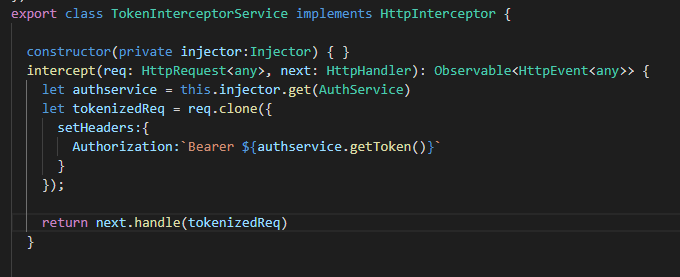 export class TokenInterceptorService implements HttpInterceptor {
constructor(private injector:Injector) { }
intercept(req: HttpRequest<any>, next: HttpHandler): Observable<HttpEvent<any>> {
let authservice = this.injector.get(AuthService)
let tokenizedReq = req.clone({
setHeaders:{
Authorization:`Bearer ${authservice.getToken()}`
}
});
return next.handle(tokenizedReq)
}